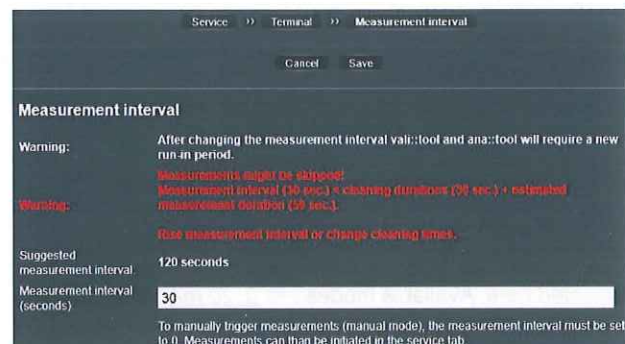 Service ›› Terminal ›› Measurement interval
Cancel Save
Measurement interval
Warning: After changing the measurement interval vali::tool and ana::tool will require a new
run-in period.
Measurements might be skipped!
Measurement interval (30 sec.) < cleaning durations (30 sec.) + estimated
Warning: measurement duration (59 sec.).
Rise measurement interval or change cleaning times.
Suggested
measurement interval 120 seconds
Measurement interval
(seconds) 30
To manually trigger measurements (manual mode), the measurement interval must be set
to 0. Measurements can than be initiated in the service tab